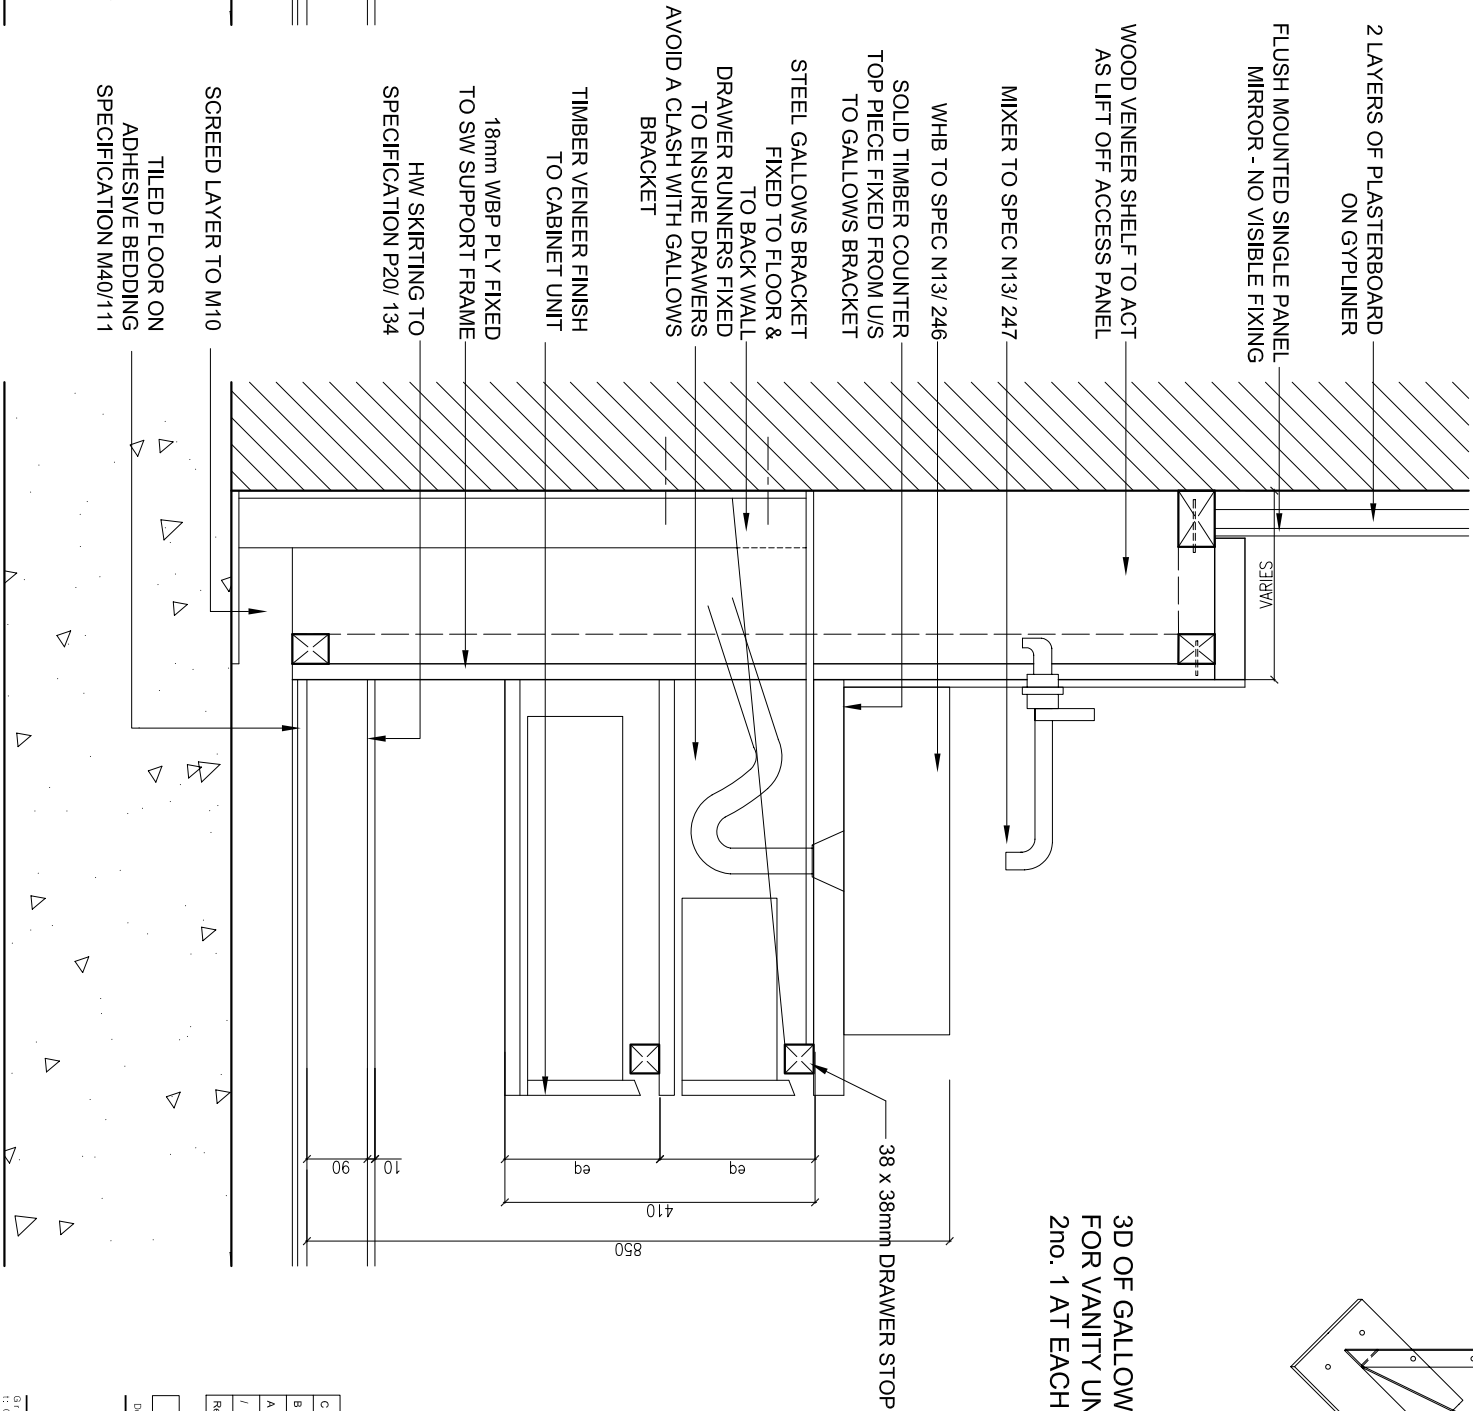 2 LAYERS OF PLASTERBOARD
ON GYPLINER
FLUSH MOUNTED SINGLE PANEL
MIRROR - NO VISIBLE FIXING
WOOD VENEER SHELF TO ACT
AS LIFT OFF ACCESS PANEL
MIXER TO SPEC N13/ 247
WHB TO SPEC N13/ 246
SOLID TIMBER COUNTER
TOP PIECE FIXED FROM U/S
TO GALLOWS BRACKET
STEEL GALLOWS BRACKET
FIXED TO FLOOR &
TO BACK WALL
DRAWER RUNNERS FIXED
TO ENSURE DRAWERS
AVOID A CLASH WITH GALLOWS
BRACKET
TIMBER VENEER FINISH
TO CABINET UNIT
18mm WBP PLY FIXED
TO SW SUPPORT FRAME
HW SKIRTING TO
SPECIFICATION P20/ 134
SCREED LAYER TO M10
TILED FLOOR ON
ADHESIVE BEDDING
SPECIFICATION M40/111
VARIES
38 x 38mm DRAWER STOP
eq
eq
410
850
10
90
3D OF GALLOW
FOR VANITY UN
2no. 1 AT EACH
C
B
A
/